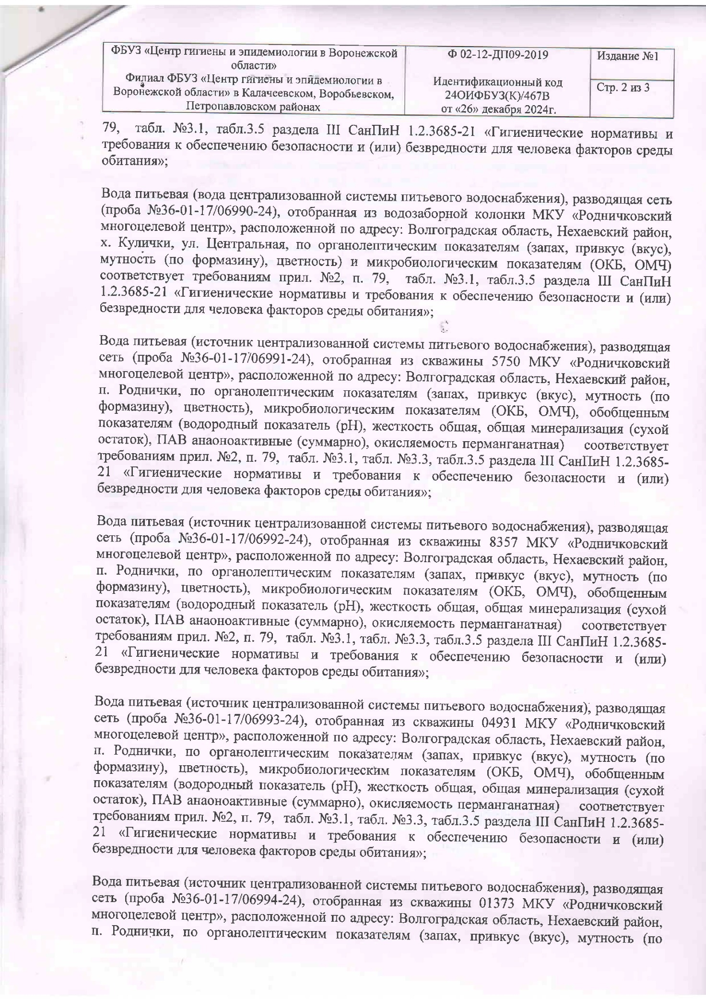 ФБУЗ «Центр гигиены и эпидемиологии в Воронежской
области»
Филиал ФБУЗ «Центр гигиены и эпидемиологии в
Воронежской области» в Калачеевском, Воробьевском,
Петропавловском районах
Ф 02-12-ДП09-2019
Идентификационный код
24ОИФБУЗ(К)/467В
от «26» декабря 2024г.
Издание №1
Стр. 2 из 3
79, табл. №3.1, табл.3.5 раздела III СанПиН 1.2.3685-21 «Гигиенические нормативы и
требования к обеспечению безопасности и (или) безвредности для человека факторов среды
обитания»;
Вода питьевая (вода централизованной системы питьевого водоснабжения), разводящая сеть
(проба №36-01-17/06990-24), отобранная из водозаборной колонки МКУ «Родничковский
многоцелевой центр», расположенной по адресу: Волгоградская область, Нехаевский район,
х. Кулички, ул. Центральная, по органолептическим показателям (запах, привкус (вкус),
мутность (по формазину), цветность) и микробиологическим показателям (ОКБ, ОМЧ)
соответствует требованиям прил. №2, п. 79, табл. №3.1, табл.3.5 раздела III СанПиН
1.2.3685-21 «Гигиенические нормативы и требования к обеспечению безопасности и (или)
безвредности для человека факторов среды обитания»;
Вода питьевая (источник централизованной системы питьевого водоснабжения), разводящая
сеть (проба №36-01-17/06991-24), отобранная из скважины 5750 МКУ «Родничковский
многоцелевой центр», расположенной по адресу: Волгоградская область, Нехаевский район,
п. Роднички, по органолептическим показателям (запах, привкус (вкус), мутность (по
формазину), цветность), микробиологическим показателям (ОКБ, ОМЧ), обобщенным
показателям (водородный показатель (рН), жесткость общая, общая минерализация (сухой
остаток), ПАВ анаоноактивные (суммарно), окисляемость перманганатная) соответствует
требованиям прил. №2, п. 79, табл. №3.1, табл. №3.3, табл.3.5 раздела III СанПиН 1.2.3685-
21 «Гигиенические нормативы и требования к обеспечению безопасности и (или)
безвредности для человека факторов среды обитания»;
Вода питьевая (источник централизованной системы питьевого водоснабжения), разводящая
сеть (проба №36-01-17/06992-24), отобранная из скважины 8357 МКУ «Родничковский
многоцелевой центр», расположенной по адресу: Волгоградская область, Нехаевский район,
п. Роднички, по органолептическим показателям (запах, привкус (вкус), мутность (по
формазину), цветность), микробиологическим показателям (ОКБ, ОМЧ), обобщенным
показателям (водородный показатель (рН), жесткость общая, общая минерализация (сухой
остаток), ПАВ анаоноактивные (суммарно), окисляемость перманганатная) соответствует
требованиям прил. №2, п. 79, табл. №3.1, табл. №3.3, табл.3.5 раздела III СанПиН 1.2.3685-
21 «Гигиенические нормативы и требования к обеспечению безопасности и (или)
безвредности для человека факторов среды обитания»;
Вода питьевая (источник централизованной системы питьевого водоснабжения), разводящая
сеть (проба №36-01-17/06993-24), отобранная из скважины 04931 МКУ «Родничковский
многоцелевой центр», расположенной по адресу: Волгоградская область, Нехаевский район,
п. Роднички, по органолептическим показателям (запах, привкус (вкус), мутность (по
формазину), цветность), микробиологическим показателям (ОКБ, ОМЧ), обобщенным
показателям (водородный показатель (рН), жесткость общая, общая минерализация (сухой
остаток), ПАВ анаоноактивные (суммарно), окисляемость перманганатная) соответствует
требованиям прил. №2, п. 79, табл. №3.1, табл. №3.3, табл.3.5 раздела III СанПиН 1.2.3685-
21 «Гигиенические нормативы и требования к обеспечению безопасности и (или)
безвредности для человека факторов среды обитания»;
Вода питьевая (источник централизованной системы питьевого водоснабжения), разводящая
сеть (проба №36-01-17/06994-24), отобранная из скважины 01373 МКУ «Родничковский
многоцелевой центр», расположенной по адресу: Волгоградская область, Нехаевский район,
п. Роднички, по органолептическим показателям (запах, привкус (вкус), мутность (по